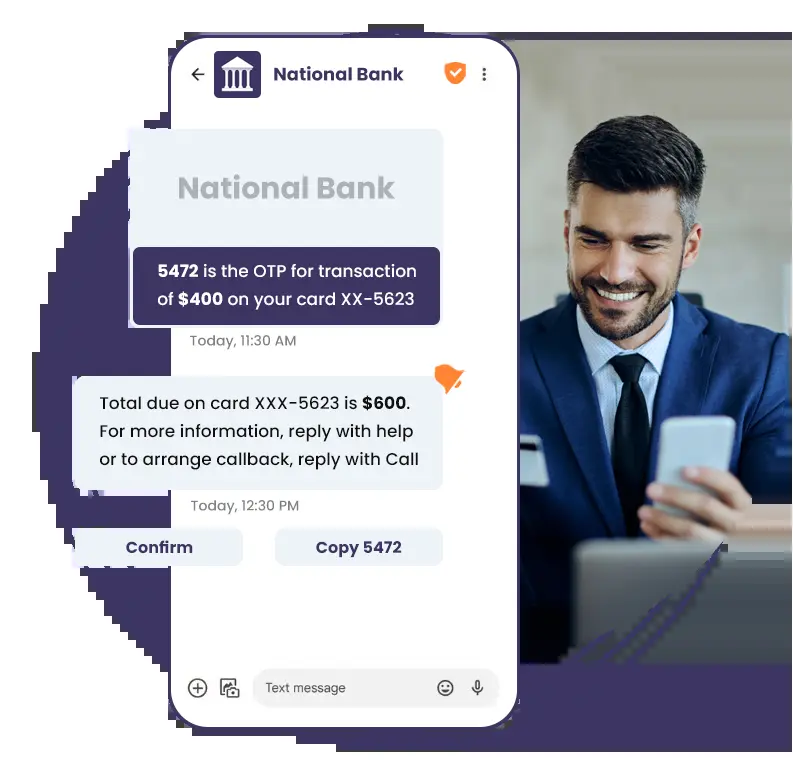 National Bank
National Bank
5472 is the OTP for transaction
of $400 on your card XX-5623
Today, 11:30 AM
Total due on card XXX-5623 is $600.
For more information, reply with help
or to arrange callback, reply with Call
Today, 12:30 PM
Confirm
Copy 5472
Text message